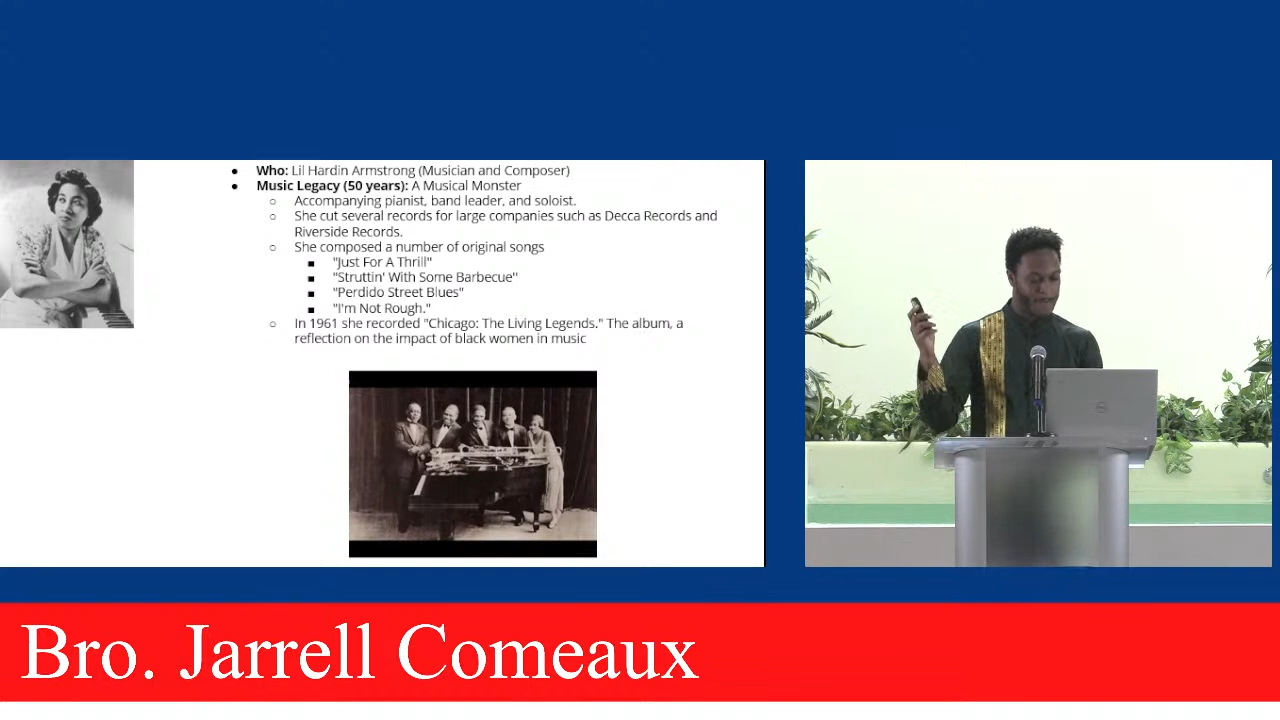 Who: Lil Hardin Armstrong (Musician and Composer)
Music Legacy (50 years): A Musical Monster
Accompanying pianist, band leader, and soloist.
She cut several records for large companies such as Decca Records and
Riverside Records.
She composed a number of original songs
"Just For A Thrill"
"Struttin' With Some Barbecue"
"Perdido Street Blues"
"I'm Not Rough."
In 1961 she recorded "Chicago: The Living Legends." The album, a
reflection on the impact of black women in music
Bro. Jarrell Comeaux